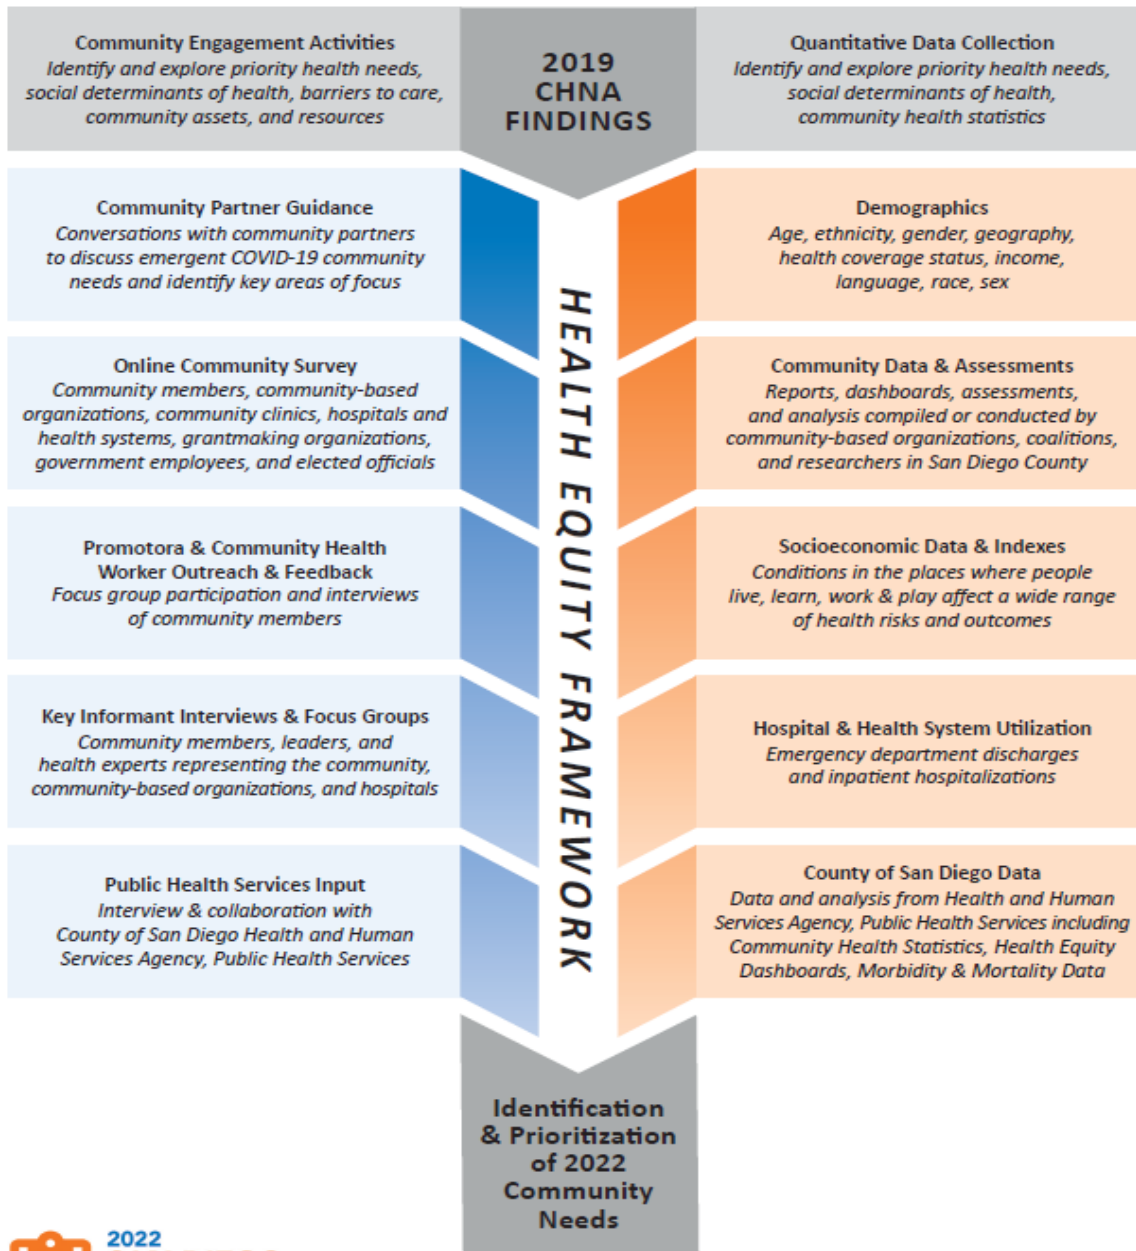 Community Engagement Activities
Identify and explore priority health needs,
social determinants of health, barriers to care,
community assets, and resources
2019
CHNA
FINDINGS
Quantitative Data Collection
Identify and explore priority health needs,
social determinants of health,
community health statistics
Community Partner Guidance
Conversations with community partners
to discuss emergent COVID-19 community
needs and identify key areas of focus
Online Community Survey
Community members, community-based
organizations, community clinics, hospitals and
health systems, grantmaking organizations,
government employees, and elected officials
Promotora & Community Health
Worker Outreach & Feedback
Focus group participation and interviews
of community members
Key Informant Interviews & Focus Groups
Community members, leaders, and
health experts representing the community,
community-based organizations, and hospitals
Public Health Services Input
Interview & collaboration with
County of San Diego Health and Human
Services Agency, Public Health Services
HEALTH EQUITY FRAMEWORK
Demographics
Age, ethnicity, gender, geography,
health coverage status, income,
language, race, sex
Community Data & Assessments
Reports, dashboards, assessments,
and analysis compiled or conducted by
community-based organizations, coalitions,
and researchers in San Diego County
Socioeconomic Data & Indexes
Conditions in the places where people
live, learn, work & play affect a wide range
of health risks and outcomes
Hospital & Health System Utilization
Emergency department discharges
and inpatient hospitalizations
County of San Diego Data
Data and analysis from Health and Human
Services Agency, Public Health Services including
Community Health Statistics, Health Equity
Dashboards, Morbidity & Mortality Data
Identification
& Prioritization
of 2022
Community
Needs
2022